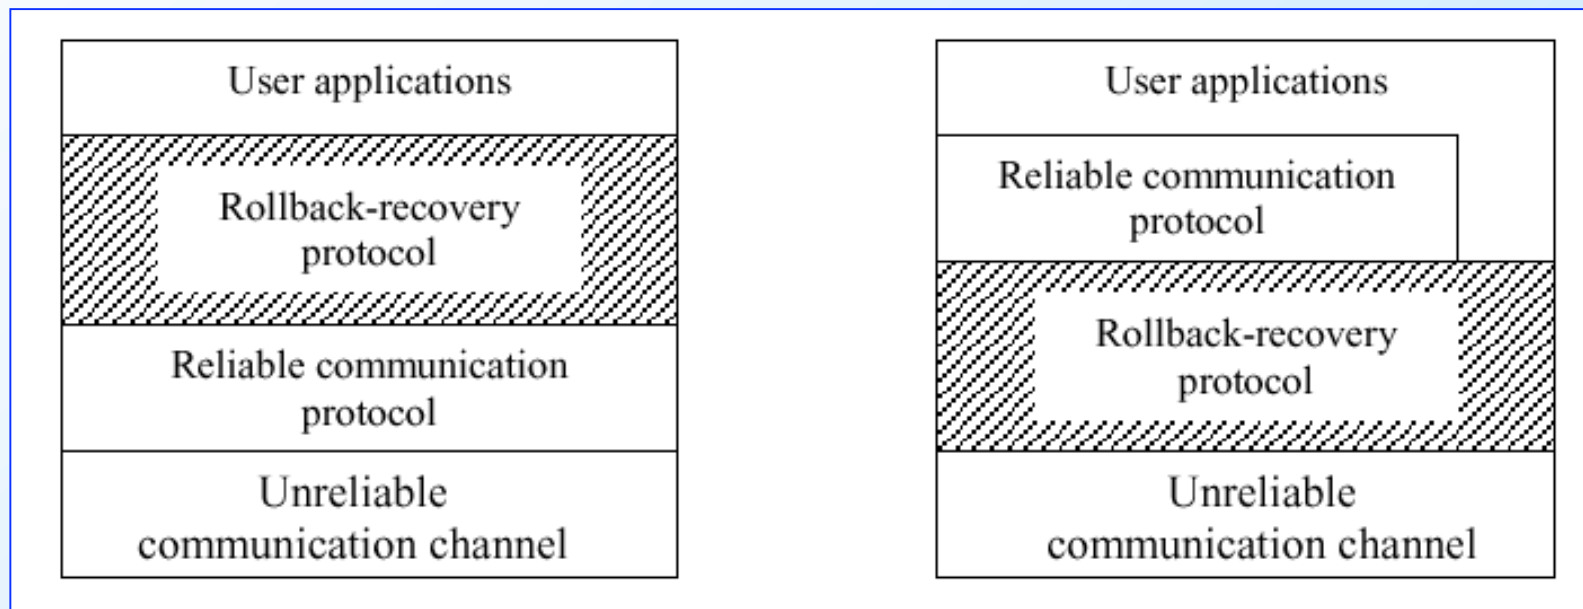 User applications
Rollback-recovery
protocol
Reliable communication
protocol
Unreliable
communication channel
User applications
Reliable communication
protocol
Rollback-recovery
protocol
Unreliable
communication channel